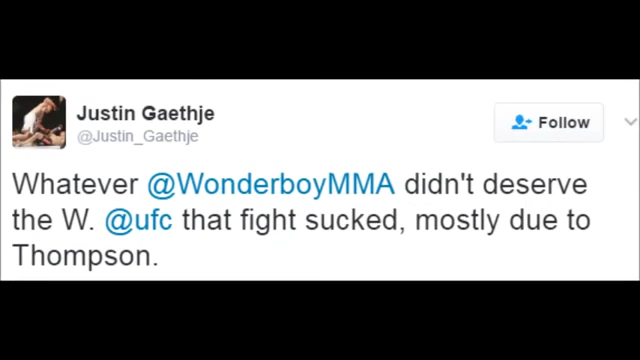 Justin Gaethje
@Justin_Gaethje
Follow
Whatever @WonderboyMMA didn't deserve
the W. @ufc that fight sucked, mostly due to
Thompson.